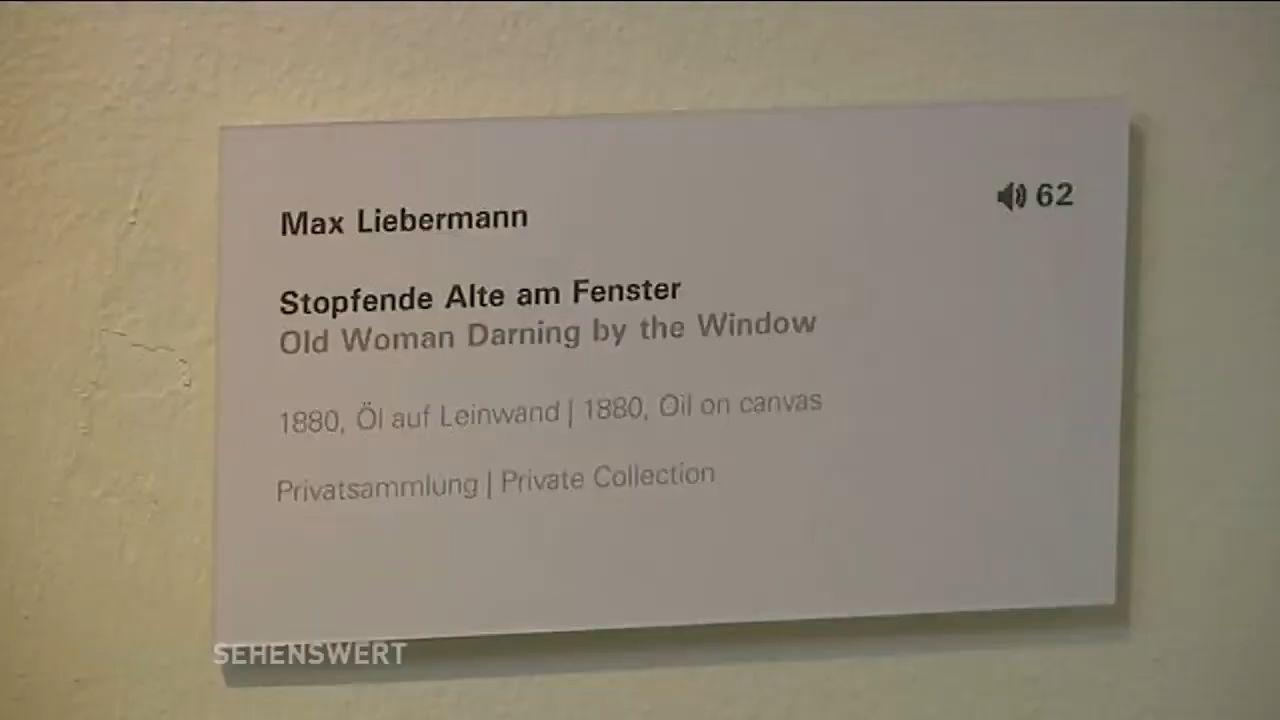 Max Liebermann
62
Stopfende Alte am Fenster
Old Woman Darning by the Window
1880, Öl auf Leinwand | 1880, Oil on canvas
Privatsammlung | Private Collection
SEHENSWERT